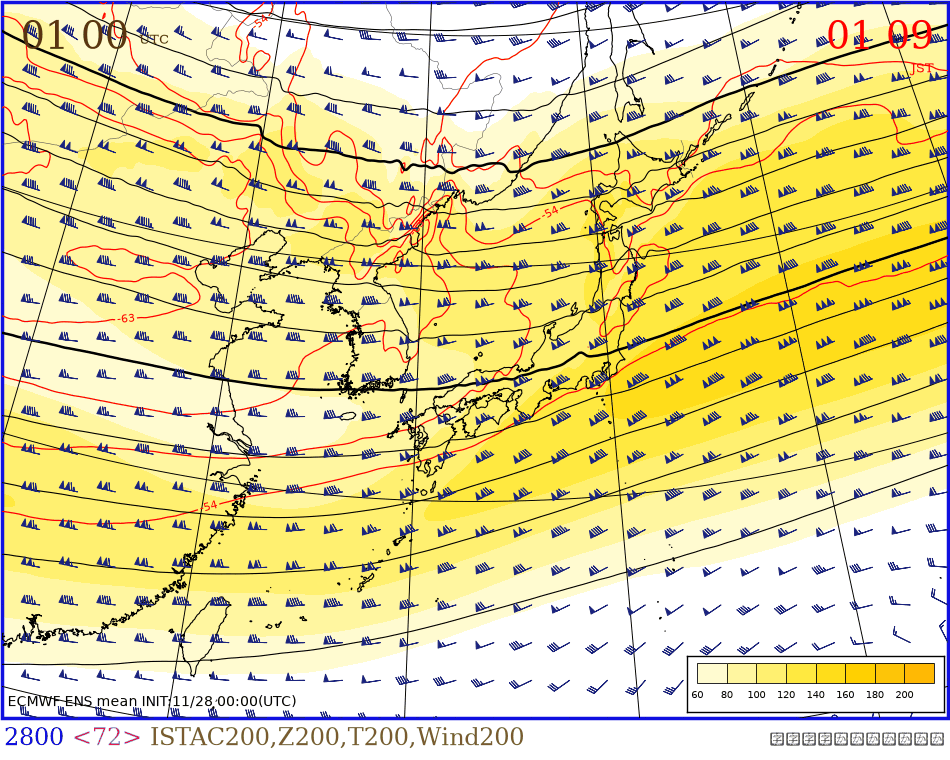 01 00 UTC
01 09 JST
-54
-54
-63
-54
60 80 100 120 140 160 180 200
ECMWF ENS mean INIT:11/28 00:00(UTC)
2800 <72> ISTAC200,Z200,T200,Wind200